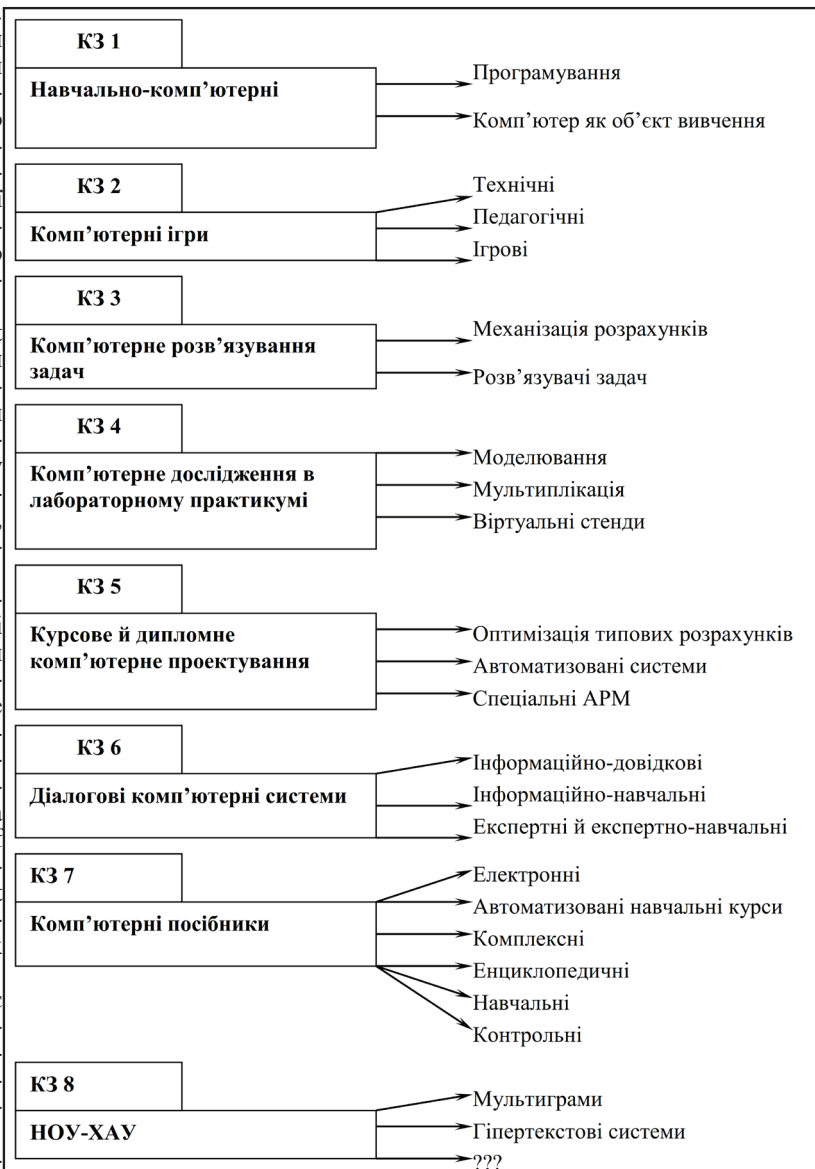 КЗ 1
Навчально-комп’ютерні
Програмування
Комп’ютер як об’єкт вивчення
КЗ 2
Комп’ютерні ігри
Технічні
Педагогічні
Ігрові
КЗ 3
Комп’ютерне розв’язування
задач
Механізація розрахунків
Розв’язувачі задач
КЗ 4
Комп’ютерне дослідження в
лабораторному практикумі
Моделювання
Мультиплікація
Віртуальні стенди
КЗ 5
Курсове й дипломне
комп’ютерне проектування
Оптимізація типових розрахунків
Автоматизовані системи
Спеціальні АРМ
КЗ 6
Діалогові комп’ютерні системи
Інформаційно-довідкові
Інформаційно-навчальні
Експертні й експертно-навчальні
КЗ 7
Комп’ютерні посібники
Електронні
Автоматизовані навчальні курси
Комплексні
Енциклопедичні
Навчальні
Контрольні
КЗ 8
НОУ-ХАУ
Мультиграми
Гіпертекстові системи
???